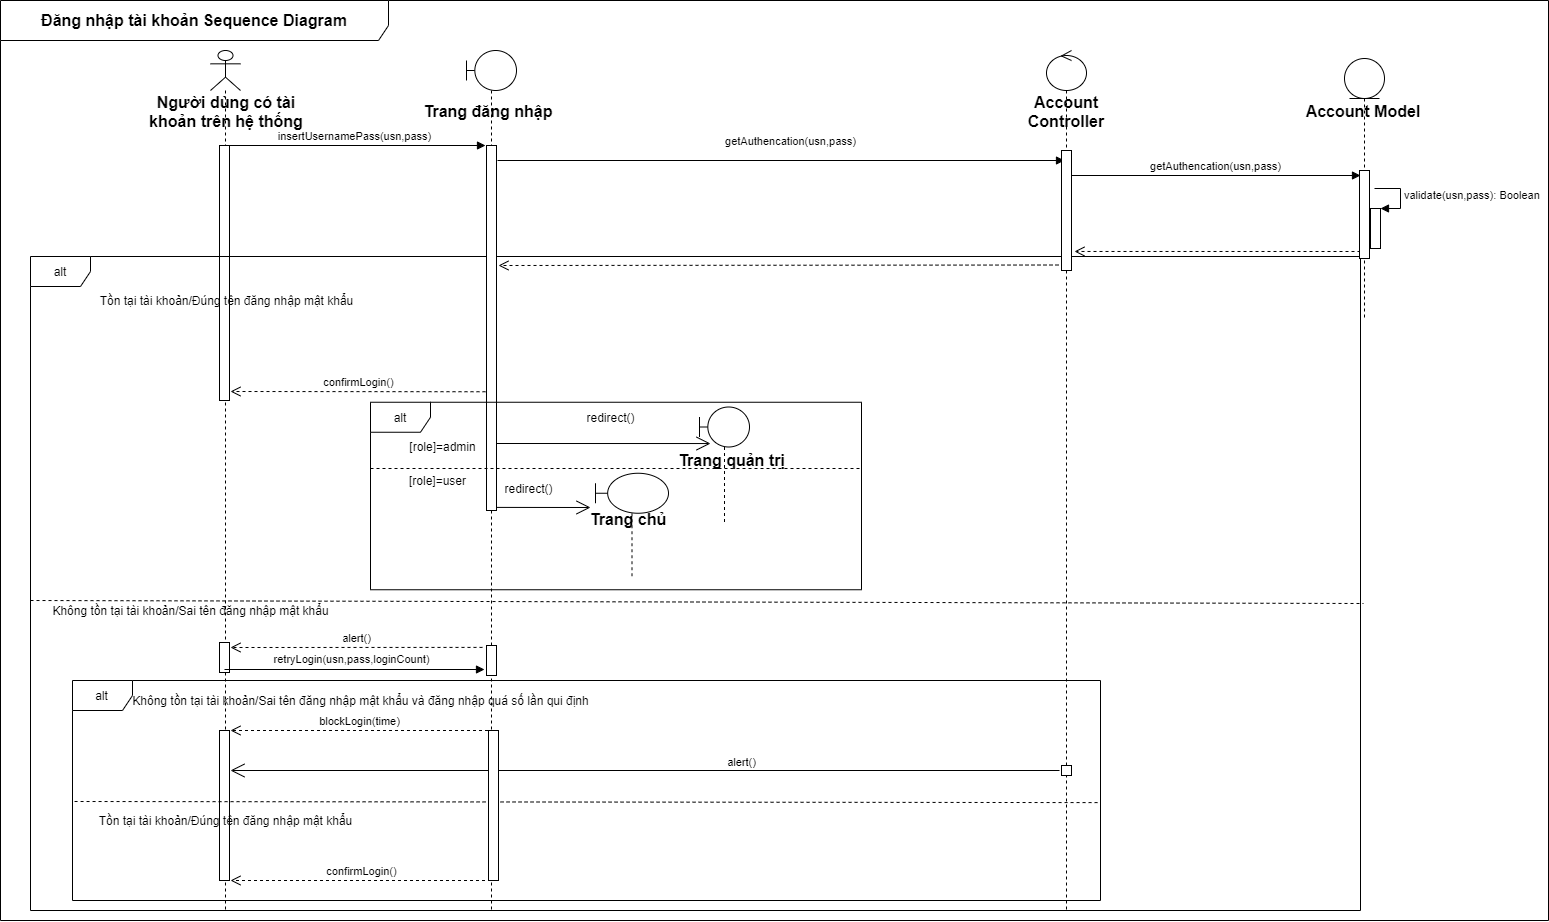 Đăng nhập tài khoản Sequence Diagram
Người dùng có tài
khoản trên hệ thống
Trang đăng nhập
Account
Controller
Account Model
insertUsernamePass(usn,pass)
getAuthencation(usn,pass)
getAuthencation(usn,pass)
validate(usn,pass): Boolean
alt
Tồn tại tài khoản/Đúng tên đăng nhập mật khẩu
confirmLogin()
alt
redirect()
[role]=admin
Trang quản trị
[role]=user
redirect()
Trang chủ
Không tồn tại tài khoản/Sai tên đăng nhập mật khẩu
alert()
retryLogin(usn,pass,loginCount)
alt
Không tồn tại tài khoản/Sai tên đăng nhập mật khẩu và đăng nhập quá số lần qui định
blockLogin(time)
alert()
Tồn tại tài khoản/Đúng tên đăng nhập mật khẩu
confirmLogin()